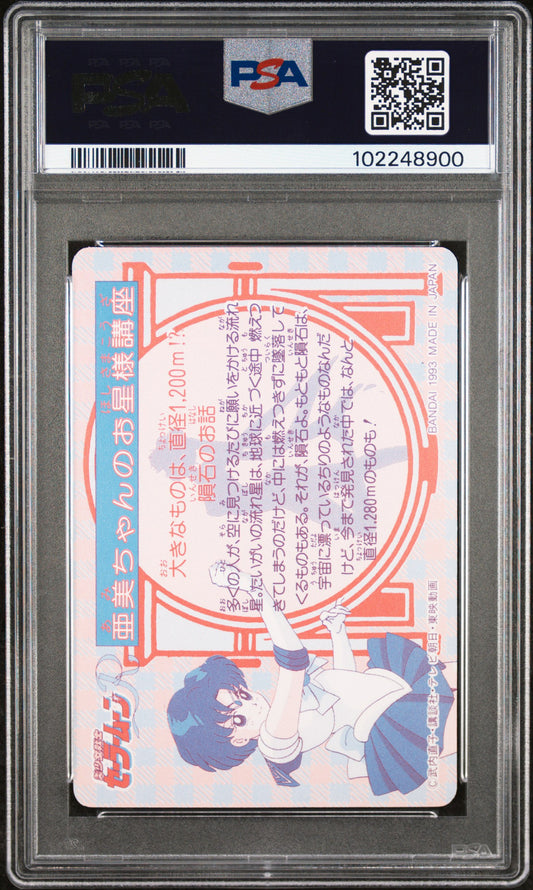 PSA
PSA
102248900
美少女戦士
セーラームーンR
亜美ちゃんのお星様講座
大きなものは、直径1,200m!?
隕石のお話
多くの人が、空に見つけるたびに願いをかける流れ
星。たいがいの流れ星は、地球に近づく途中 燃えつ
きてしまうのだけど、中には燃えつきずに墜落して
くるものもある。それが、隕石よ。もともと隕石は、
宇宙に漂っているちりのようなものなんだ
けど、今まで発見された中では、なんと
直径1,280mのものも!
©武内直子・講談社・テレビ朝日・東映動画
BANDAI 1993 MADE IN JAPAN
PSA